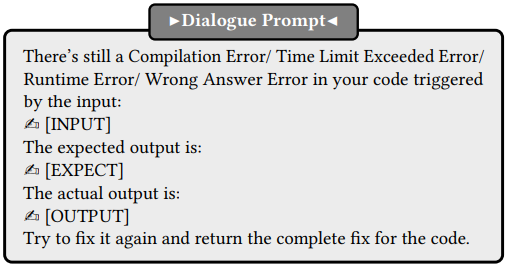 ▸Dialogue Prompt◂
There's still a Compilation Error/ Time Limit Exceeded Error/
Runtime Error/ Wrong Answer Error in your code triggered
by the input:
✍ [INPUT]
The expected output is:
✍ [EXPECT]
The actual output is:
✍ [OUTPUT]
Try to fix it again and return the complete fix for the code.